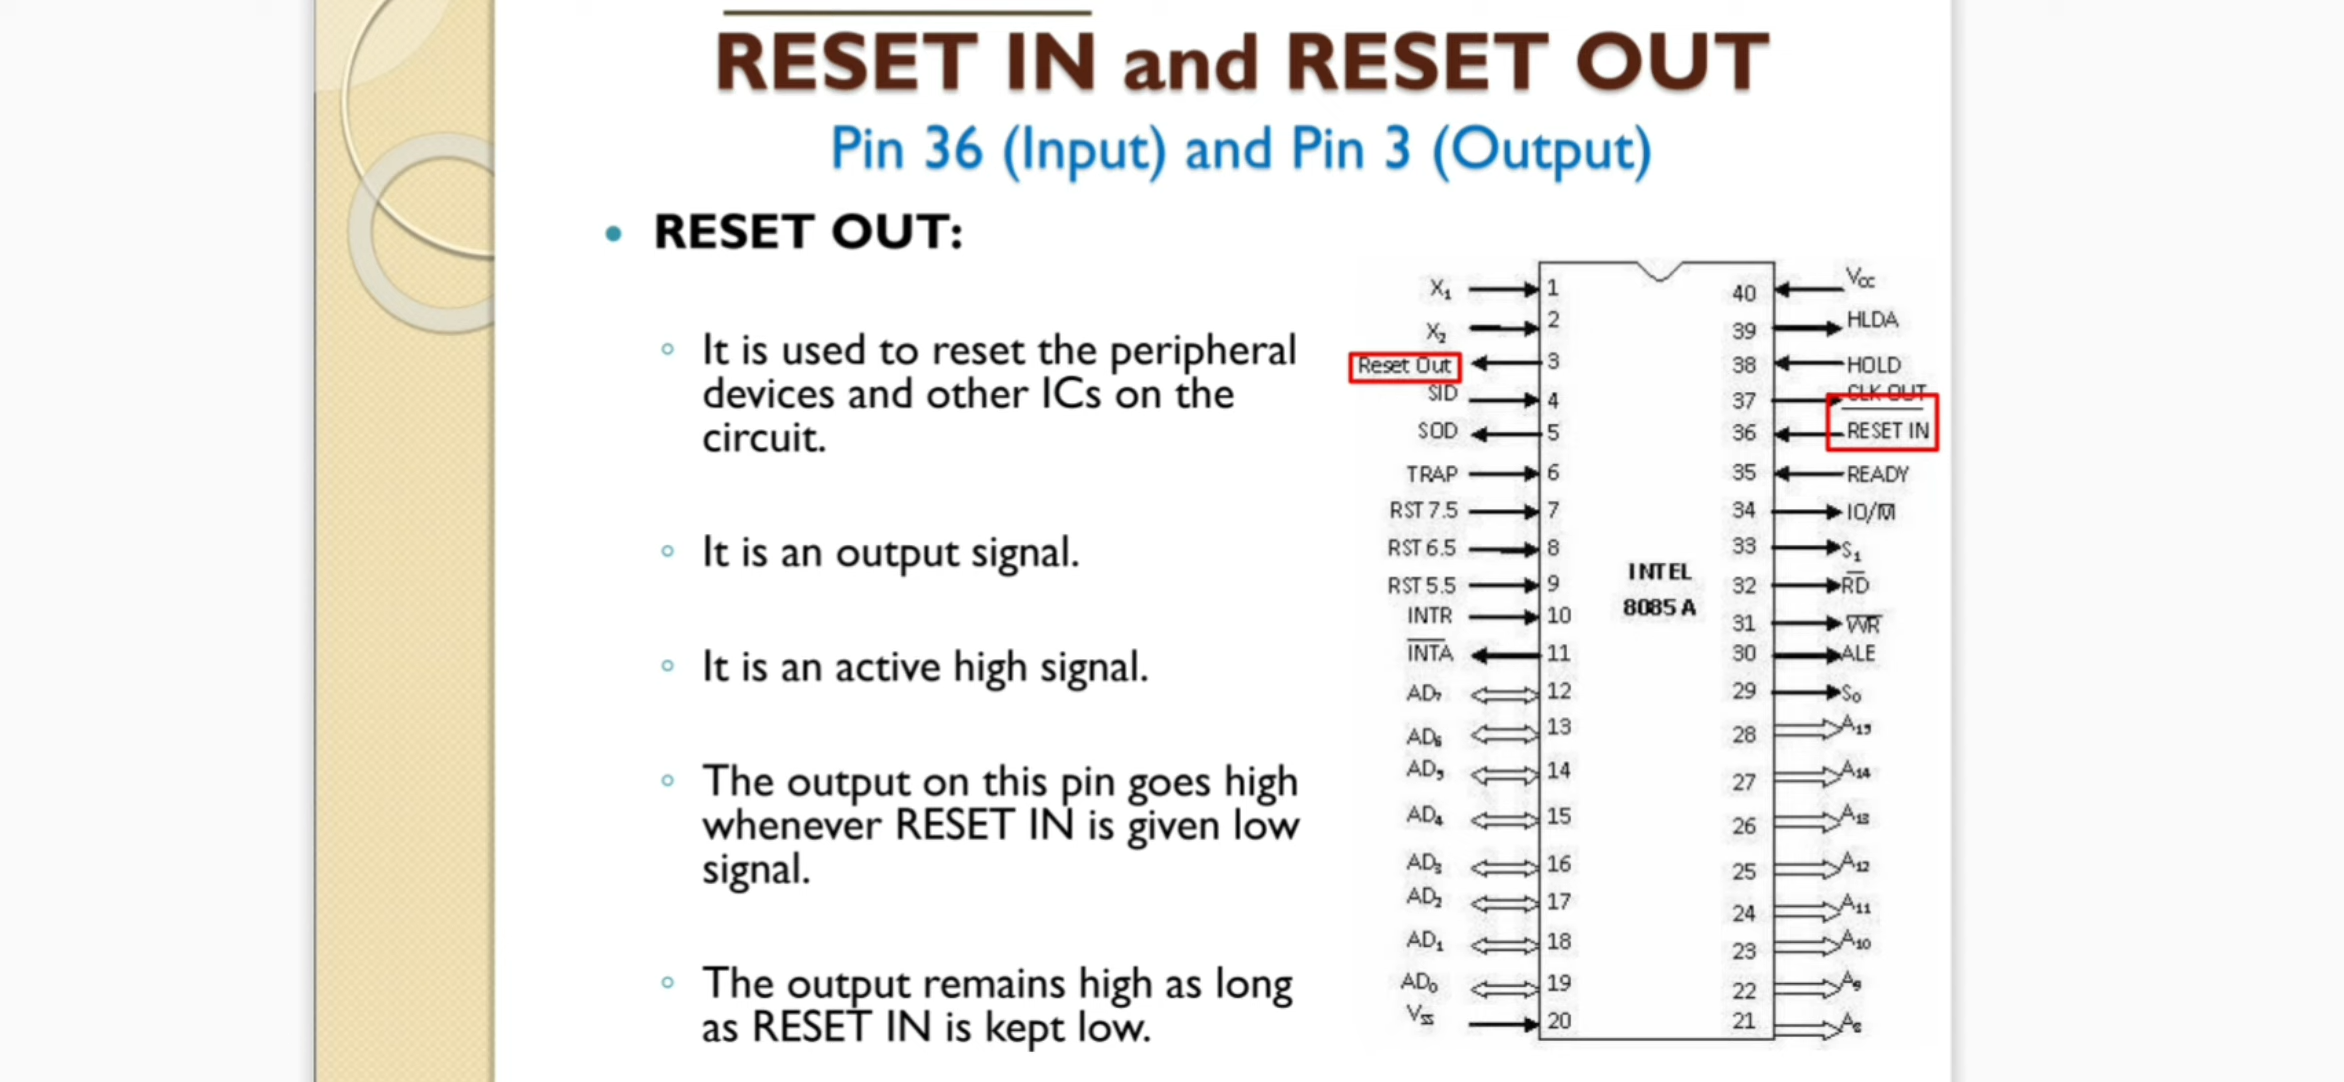 RESET IN and RESET OUT
Pin 36 (Input) and Pin 3 (Output)
• RESET OUT:
It is used to reset the peripheral
devices and other ICs on the
circuit.
It is an output signal.
It is an active high signal.
The output on this pin goes high
whenever RESET IN is given low
signal.
The output remains high as long
as RESET IN is kept low.
X₁ 1 40 Vcc
X₂ 2 39 HLDA
Reset Out 3 38 HOLD
SID 4 37 CLK OUT
SOD 5 36 RESET IN
TRAP 6 35 READY
RST 7.5 7 34 IO/M̅
RST 6.5 8 33 S₁
RST 5.5 9 32 R̅D̅
INTR 10 31 W̅R̅
I̅N̅T̅A̅ 11 30 ALE
AD₇ 12 29 S₀
AD₆ 13 28 A₁₅
AD₅ 14 27 A₁₄
AD₄ 15 26 A₁₃
AD₃ 16 25 A₁₂
AD₂ 17 24 A₁₁
AD₁ 18 23 A₁₀
AD₀ 19 22 A₉
Vss 20 21 A₈
INTEL
8085 A